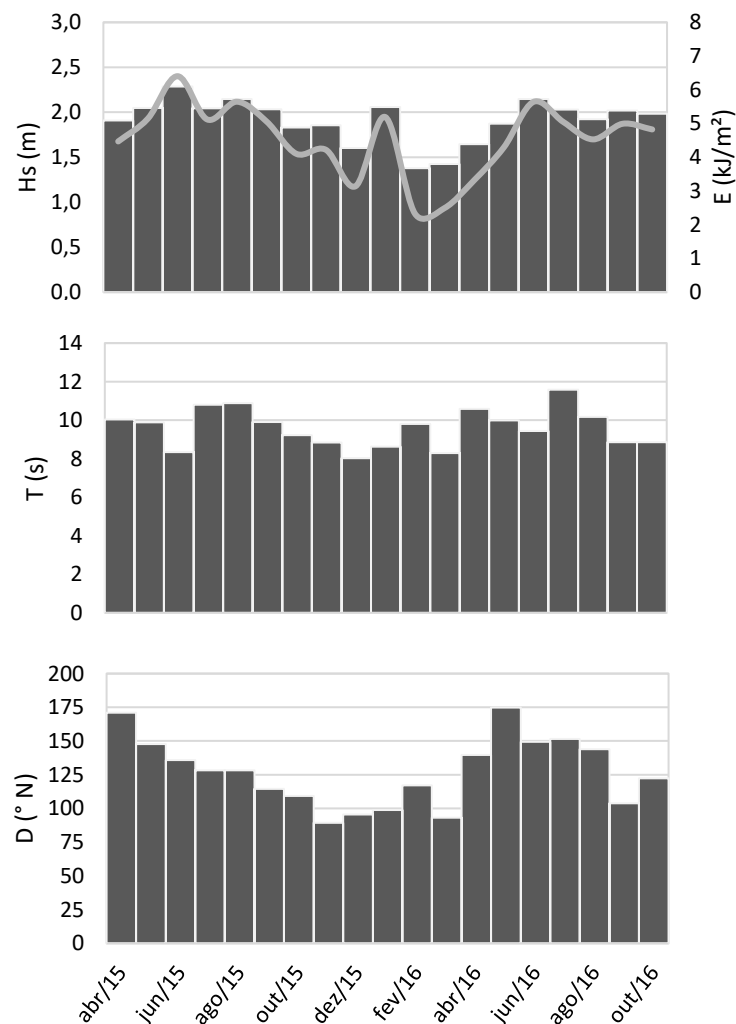 3,0
2,5
2,0
1,5
1,0
0,5
0,0
Hs (m)
8
7
6
5
4
3
2
1
0
E (kJ/m²)
14
12
10
8
6
4
2
0
T (s)
200
175
150
125
100
75
50
25
0
D (° N)
abr/15
jun/15
ago/15
out/15
dez/15
fev/16
abr/16
jun/16
ago/16
out/16